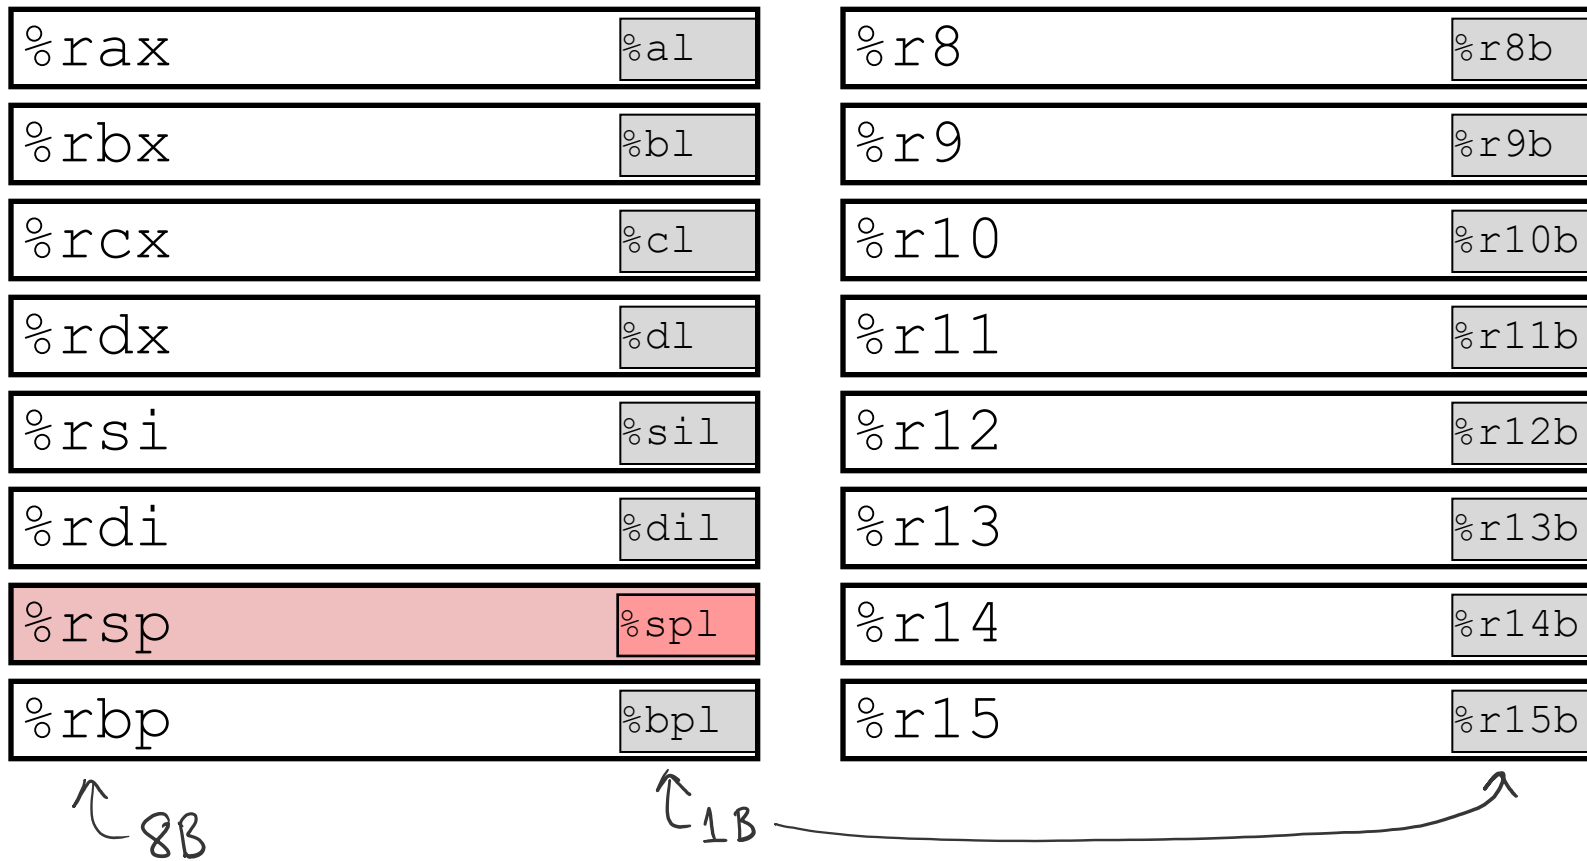 %rax %al %r8 %r8b
%rbx %bl %r9 %r9b
%rcx %cl %r10 %r10b
%rdx %dl %r11 %r11b
%rsi %sil %r12 %r12b
%rdi %dil %r13 %r13b
%rsp %spl %r14 %r14b
%rbp %bpl %r15 %r15b
8B 1B